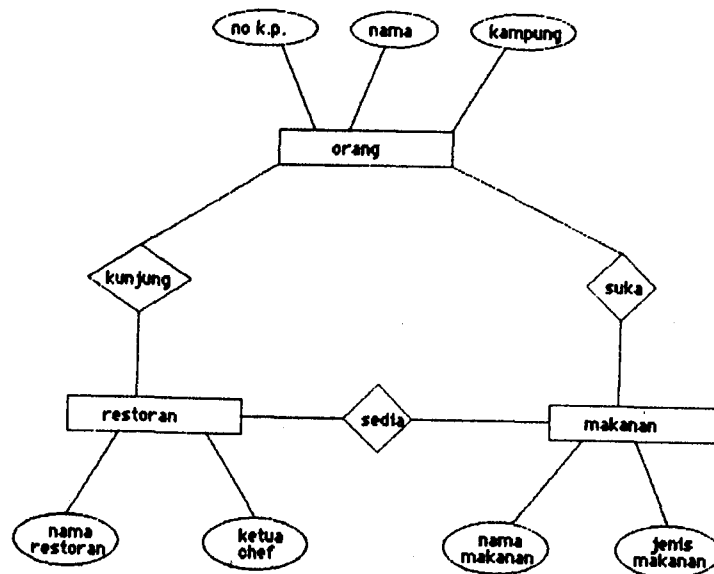 no k.p.
nama
kampung
orang
kunjung
suka
restoran
sedia
makanan
nama
restoran
ketua
chef
nama
makanan
jenis
makanan